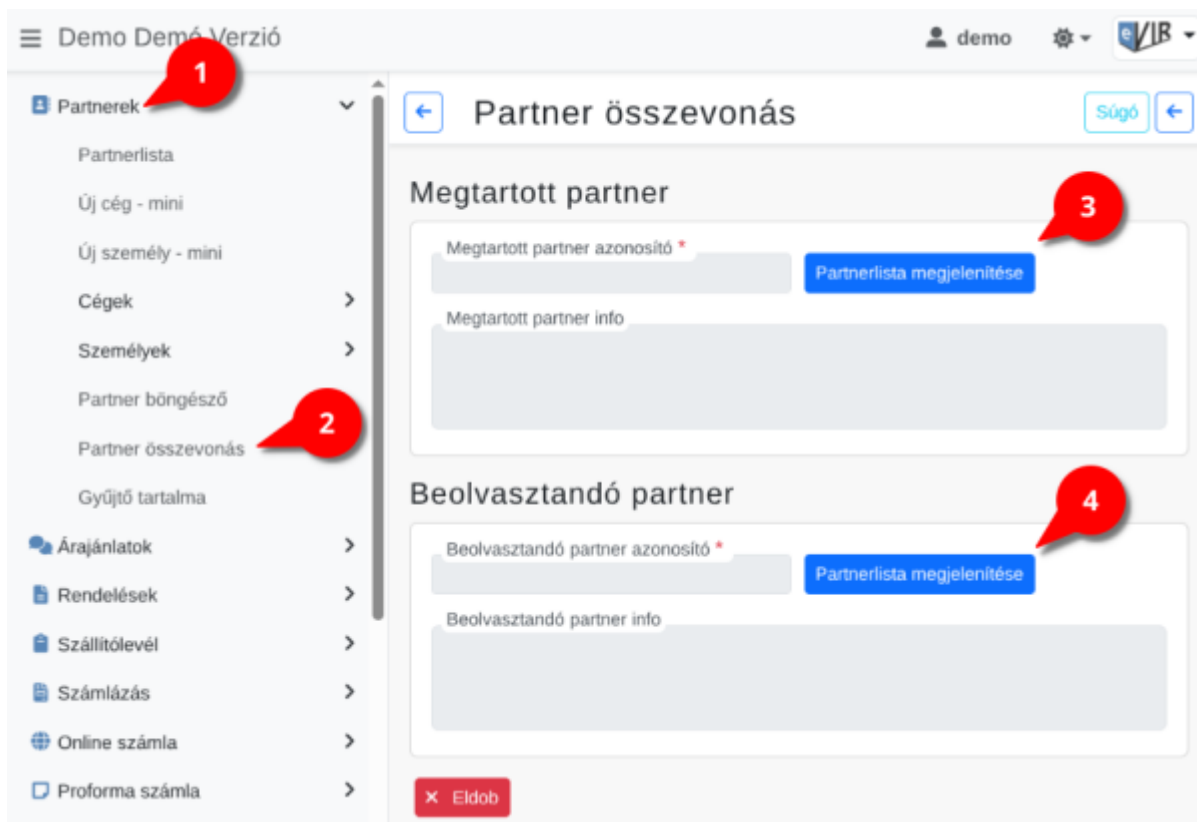 Demo Demó Verzió
demo
eVIR
1
Partnerek
Partner összevonás
Súgó
Partnerlista
Új cég - mini
Új személy - mini
Cégek
Személyek
Partner böngésző
2
Partner összevonás
Gyűjtő tartalma
Árajánlatok
Rendelések
Szállítólevél
Számlázás
Online számla
Proforma számla
Megtartott partner
3
Megtartott partner azonosító *
Partnerlista megjelenítése
Megtartott partner info
Beolvasztandó partner
4
Beolvasztandó partner azonosító *
Partnerlista megjelenítése
Beolvasztandó partner info
× Eldob